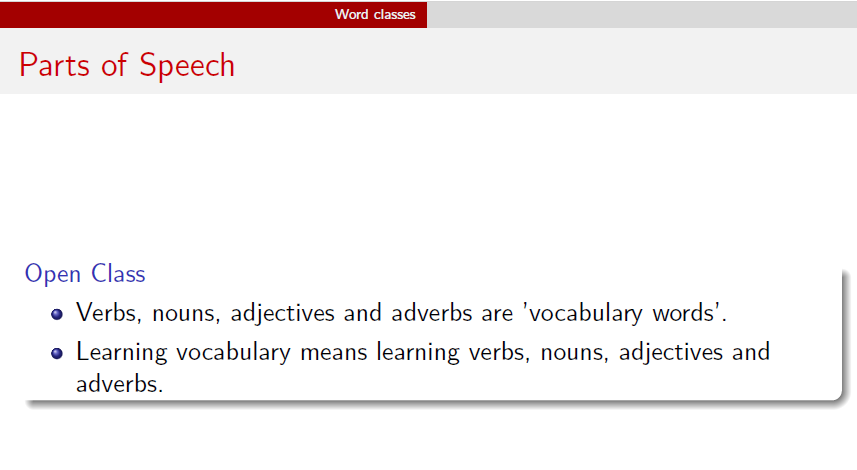 Word classes
Parts of Speech
Open Class
Verbs, nouns, adjectives and adverbs are 'vocabulary words'.
Learning vocabulary means learning verbs, nouns, adjectives and
adverbs.